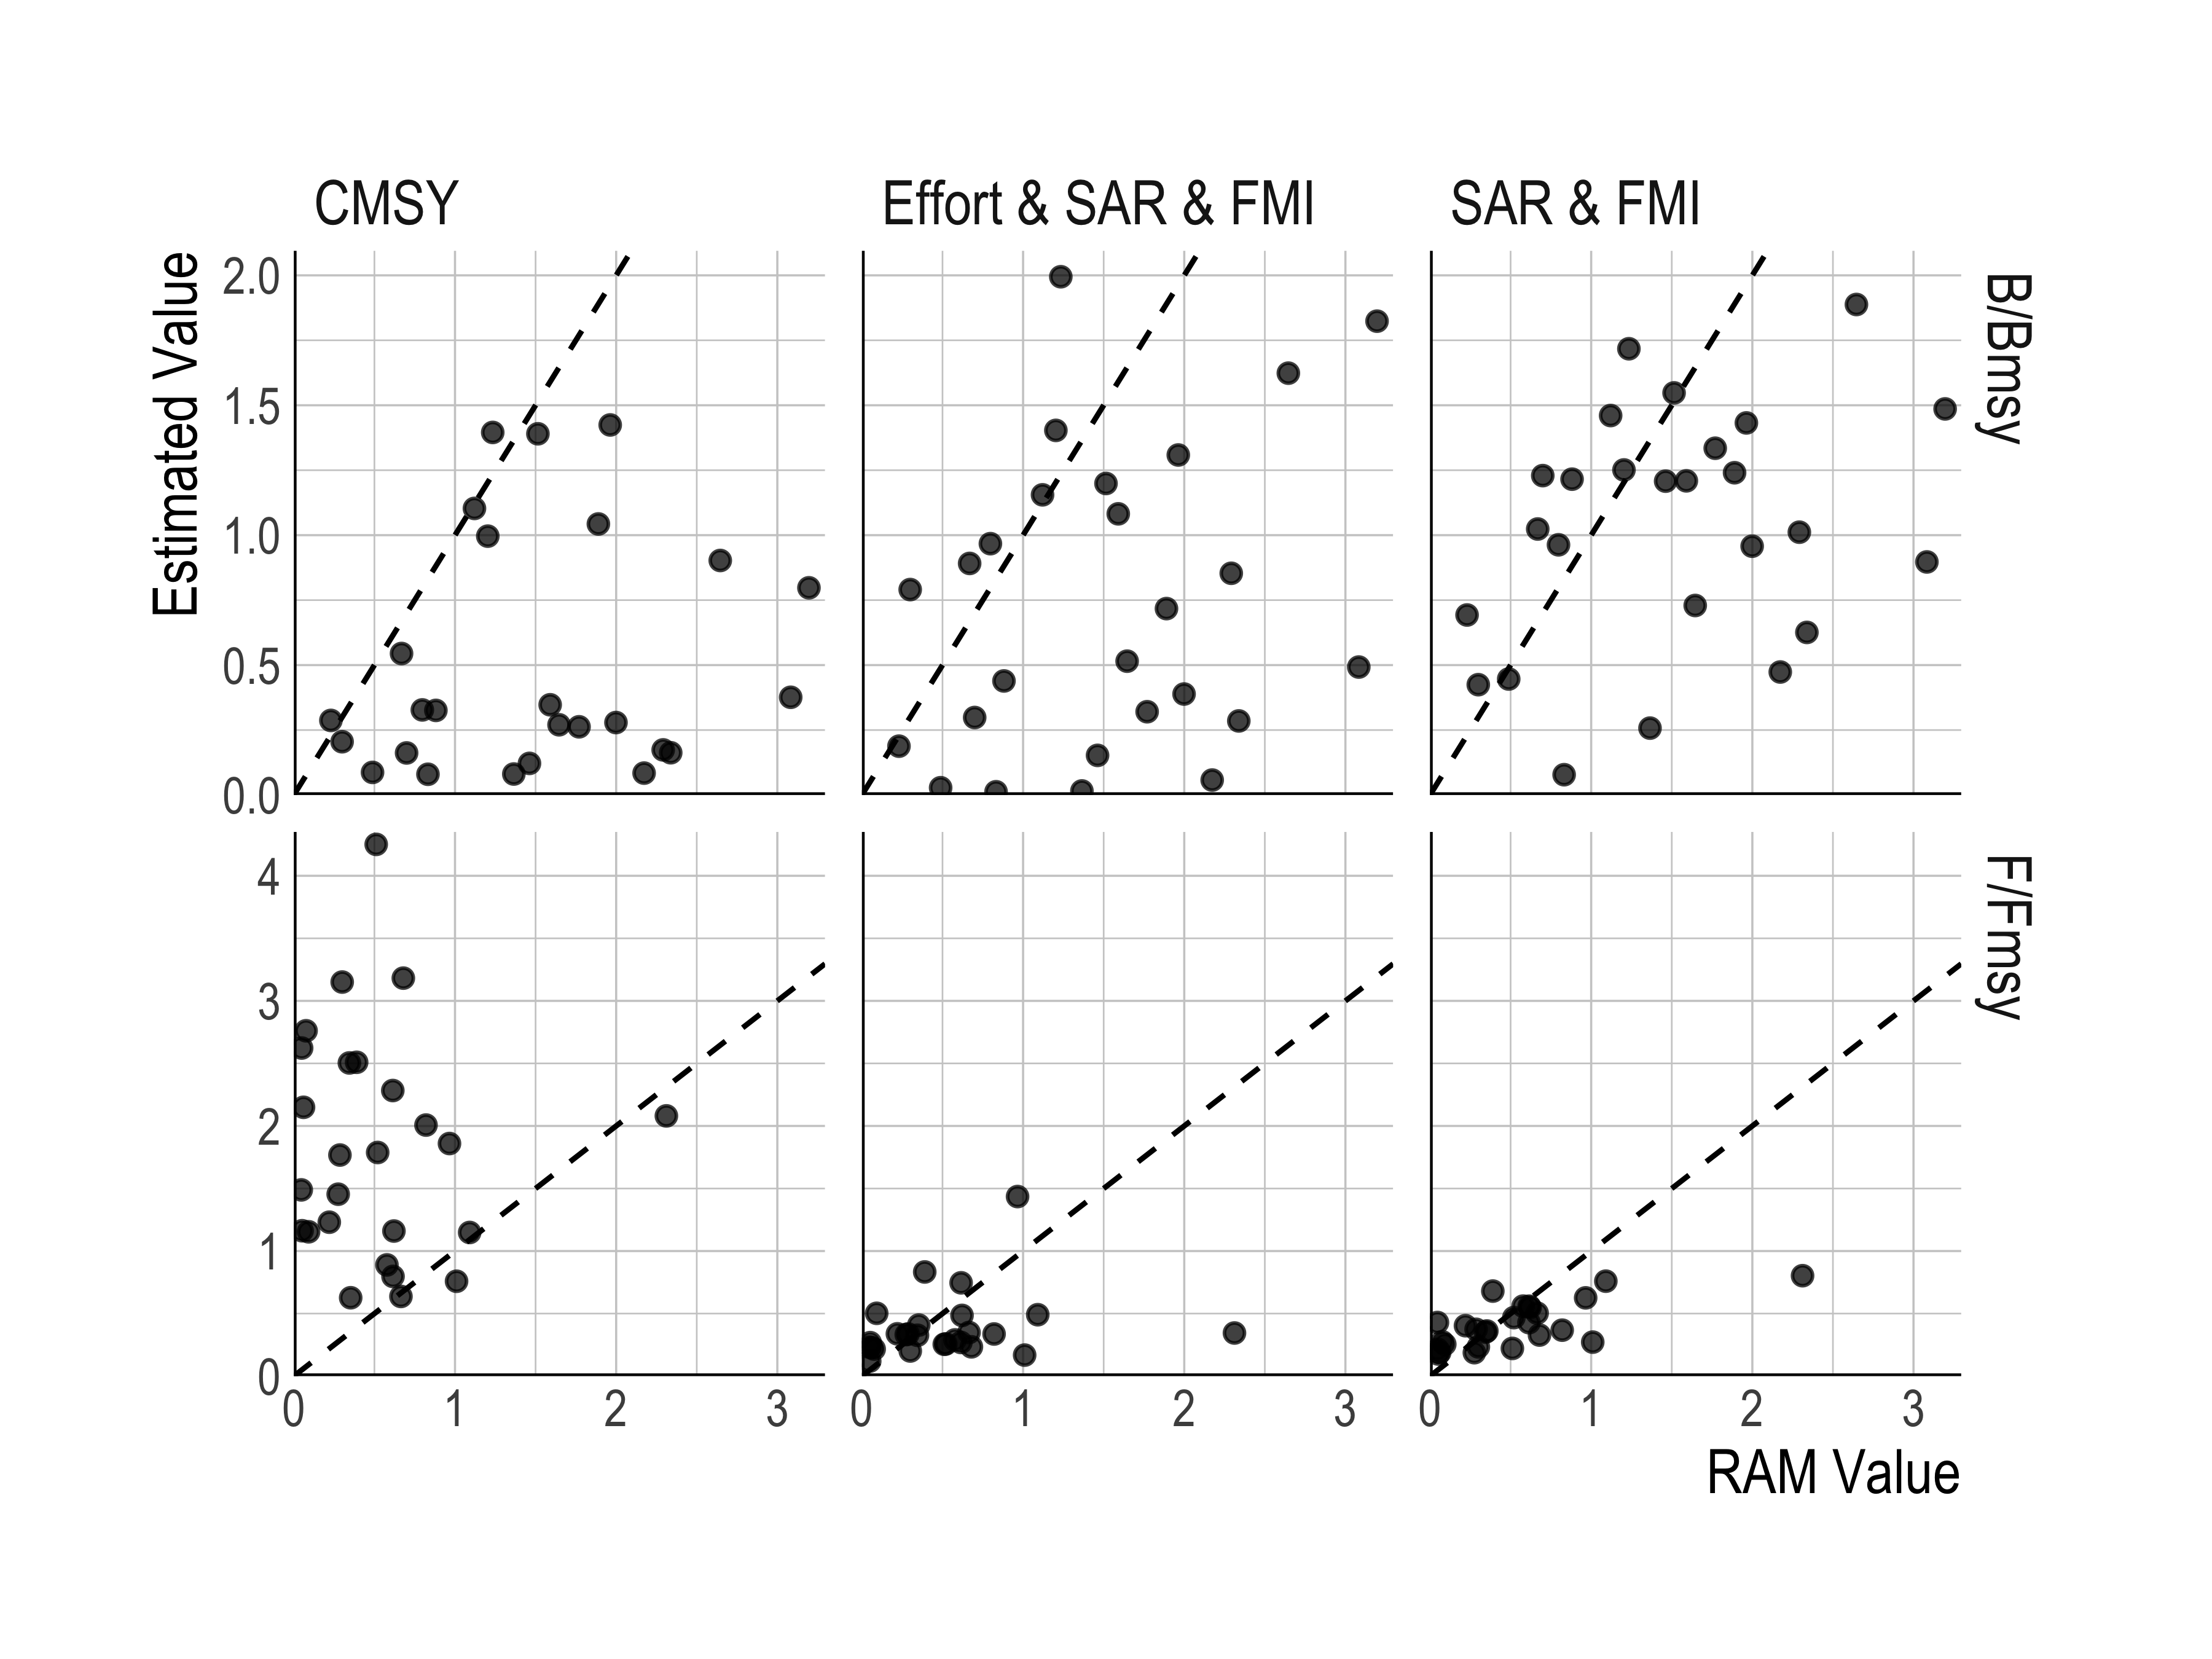 CMSY
Effort & SAR & FMI
SAR & FMI
Estimated Value
2.0
1.5
1.0
0.5
0.0
B/Bmsy
4
3
2
1
0
F/Fmsy
0 1 2 3
0 1 2 3
0 1 2 3
RAM Value